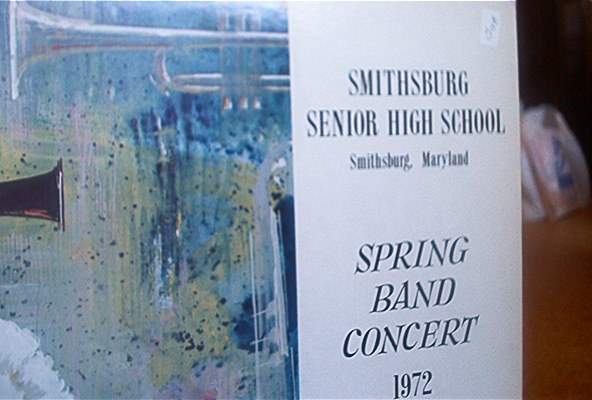 SMITHSBURG
SENIOR HIGH SCHOOL
Smithsburg, Maryland
SPRING
BAND
CONCERT
1972